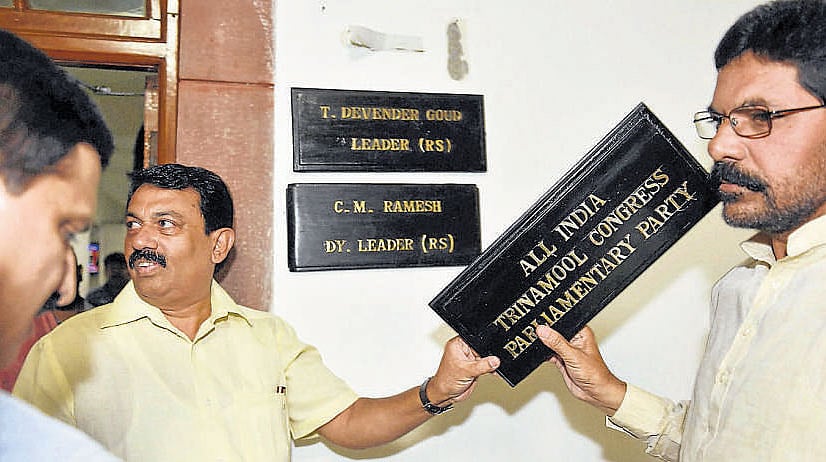 T. DEVENDER GOUD
LEADER (RS)
C. M. RAMESH
DY. LEADER (RS)
ALL INDIA
TRINAMOOL CONGRESS
PARLIAMENTARY PARTY